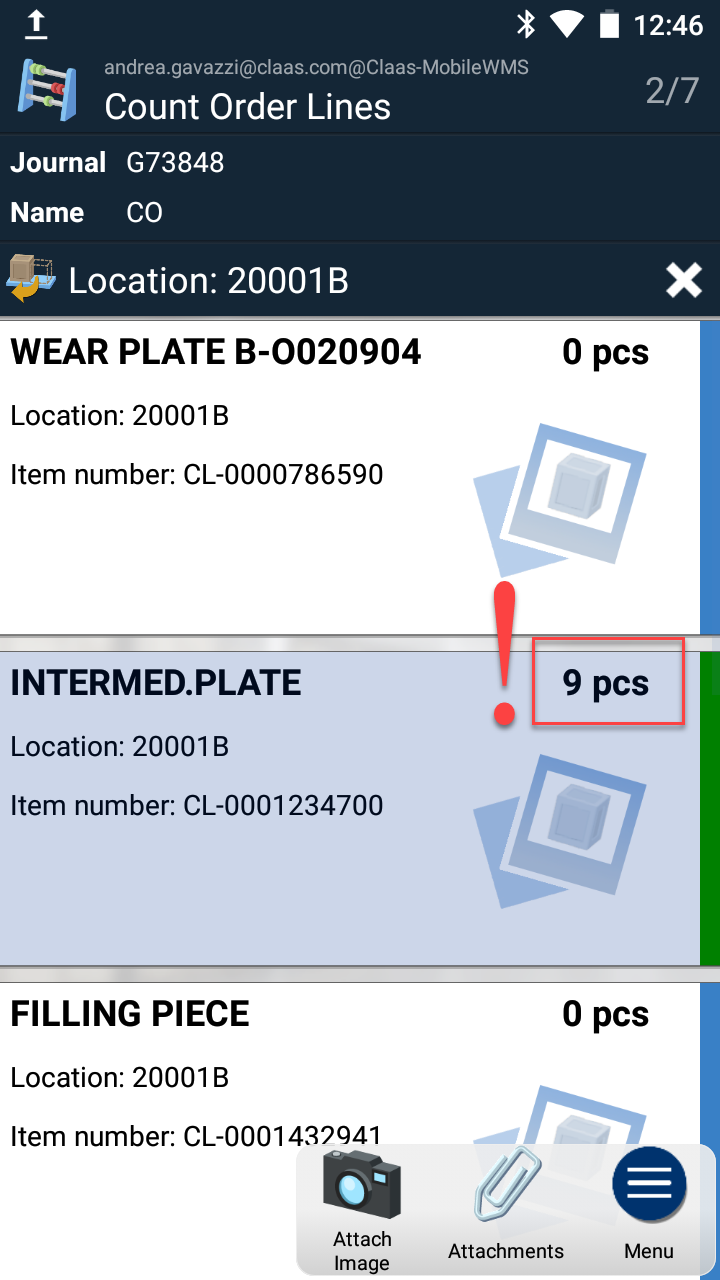 12:46
andrea.gavazzi@claas.com@Claas-MobileWMS
Count Order Lines
2/7
Journal G73848
Name CO
Location: 20001B
WEAR PLATE B-O020904 0 pcs
Location: 20001B
Item number: CL-0000786590
INTERMED.PLATE 9 pcs
Location: 20001B
Item number: CL-0001234700
FILLING PIECE 0 pcs
Location: 20001B
Item number: CL-0001432941
Attach
Image
Attachments
Menu